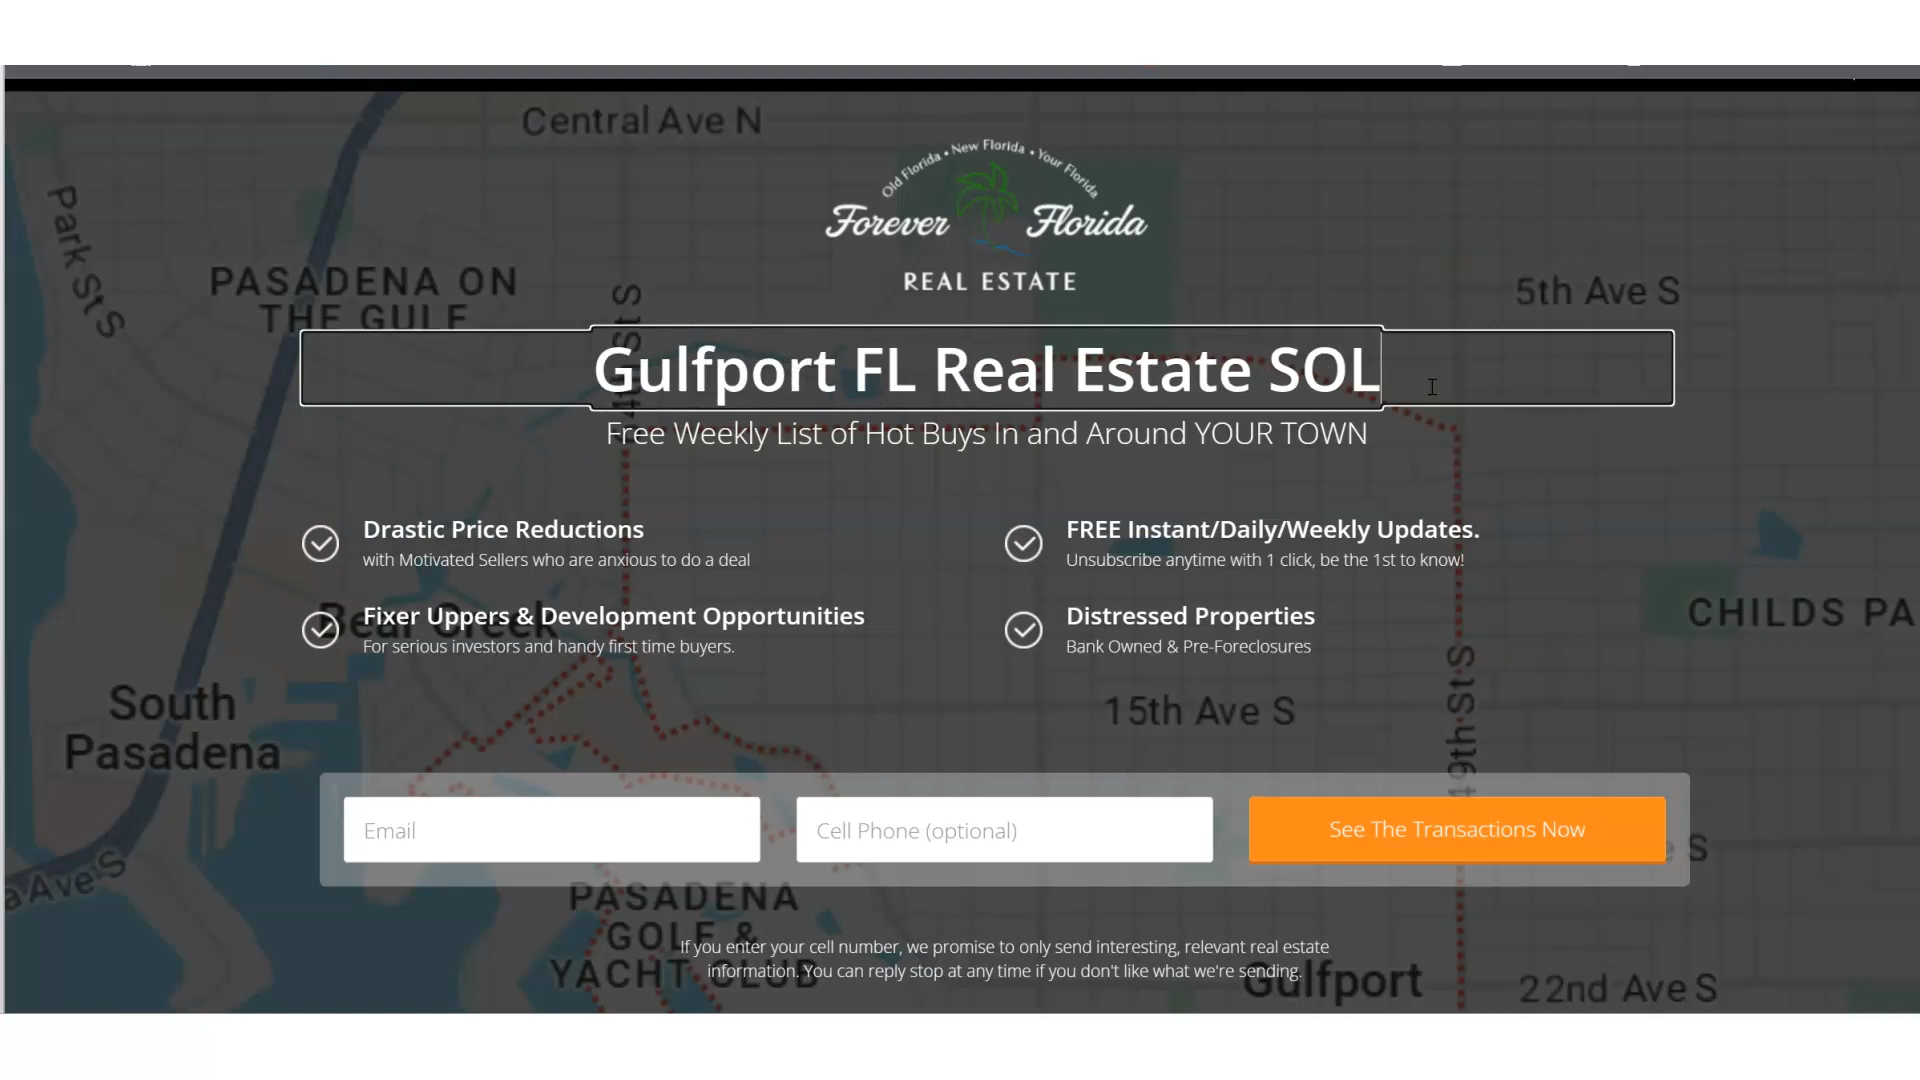 Central Ave N
Old Florida • New Florida • Your Florida
Forever Florida
REAL ESTATE
Park St S
PASADENA ON
THE GULF
5th Ave S
Gulfport FL Real Estate SOL
Free Weekly List of Hot Buys In and Around YOUR TOWN
Drastic Price Reductions
with Motivated Sellers who are anxious to do a deal
FREE Instant/Daily/Weekly Updates.
Unsubscribe anytime with 1 click, be the 1st to know!
Fixer Uppers & Development Opportunities
For serious investors and handy first time buyers.
Distressed Properties
Bank Owned & Pre-Foreclosures
Bear Creek
CHILDS PA
South
Pasadena
15th Ave S
49th St S
Email
Cell Phone (optional)
See The Transactions Now
S
a Ave S
PASADENA
GOLF &
YACHT CLUB
If you enter your cell number, we promise to only send interesting, relevant real estate
information. You can reply stop at any time if you don't like what we're sending.
Gulfport
22nd Ave S